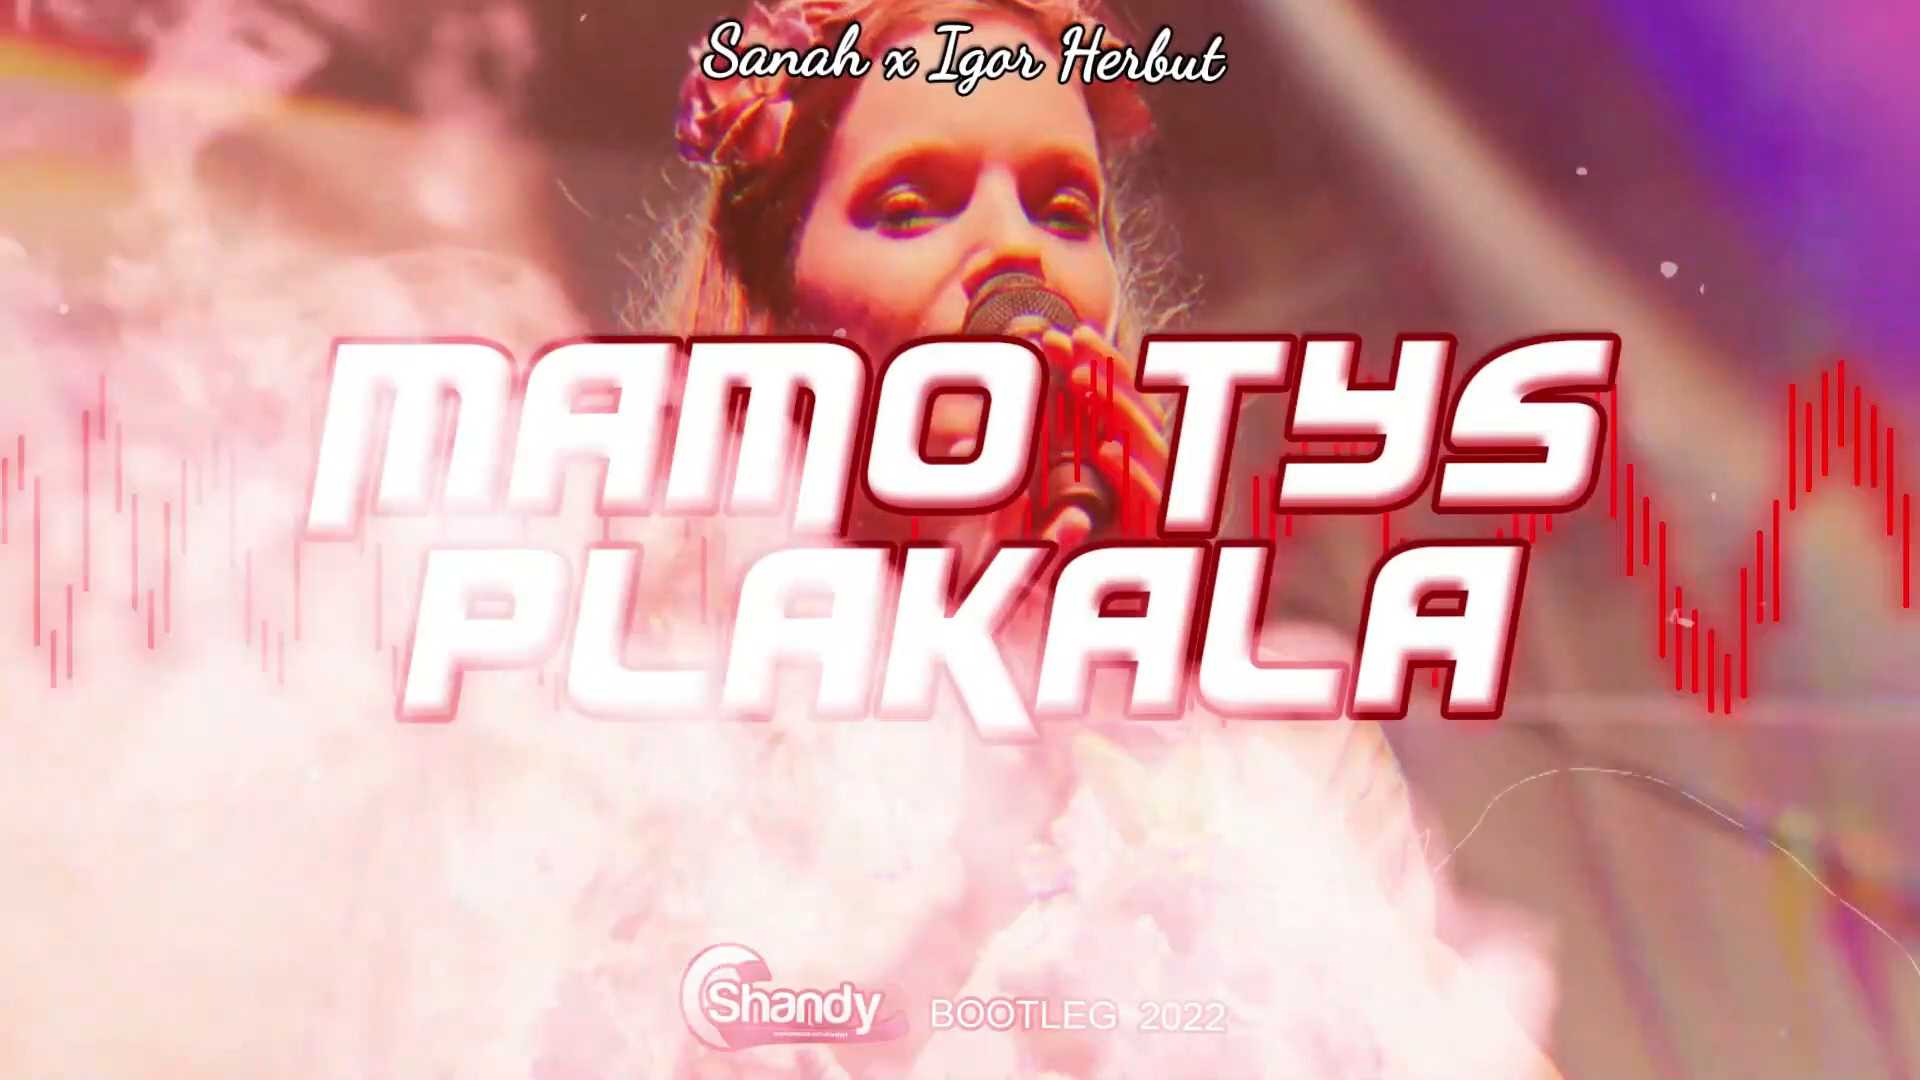 Sanah x Igor Herbut
MAMO TYS
PLAKALA
Shandy
BOOTLEG 2022